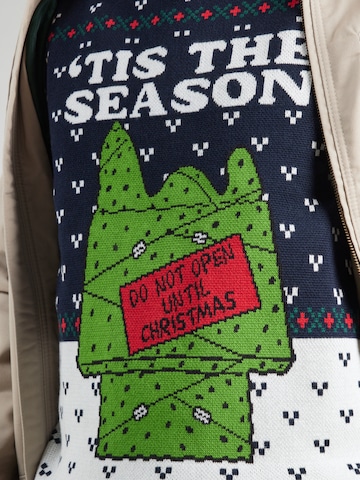 'TIS THE
SEASON
DO NOT OPEN
UNTIL
CHRISTMAS